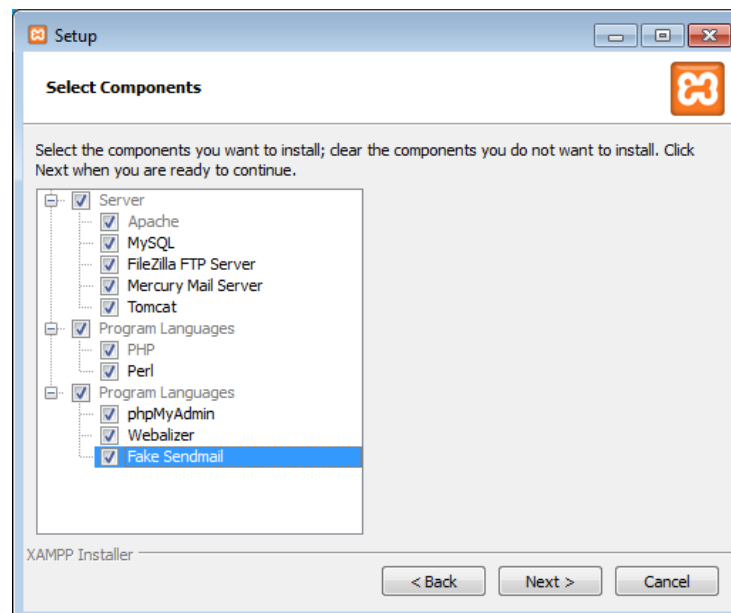 Setup
Select Components
Select the components you want to install; clear the components you do not want to install. Click
Next when you are ready to continue.
Server
Apache
MySQL
FileZilla FTP Server
Mercury Mail Server
Tomcat
Program Languages
PHP
Perl
Program Languages
phpMyAdmin
Webalizer
Fake Sendmail
XAMPP Installer
< Back Next > Cancel